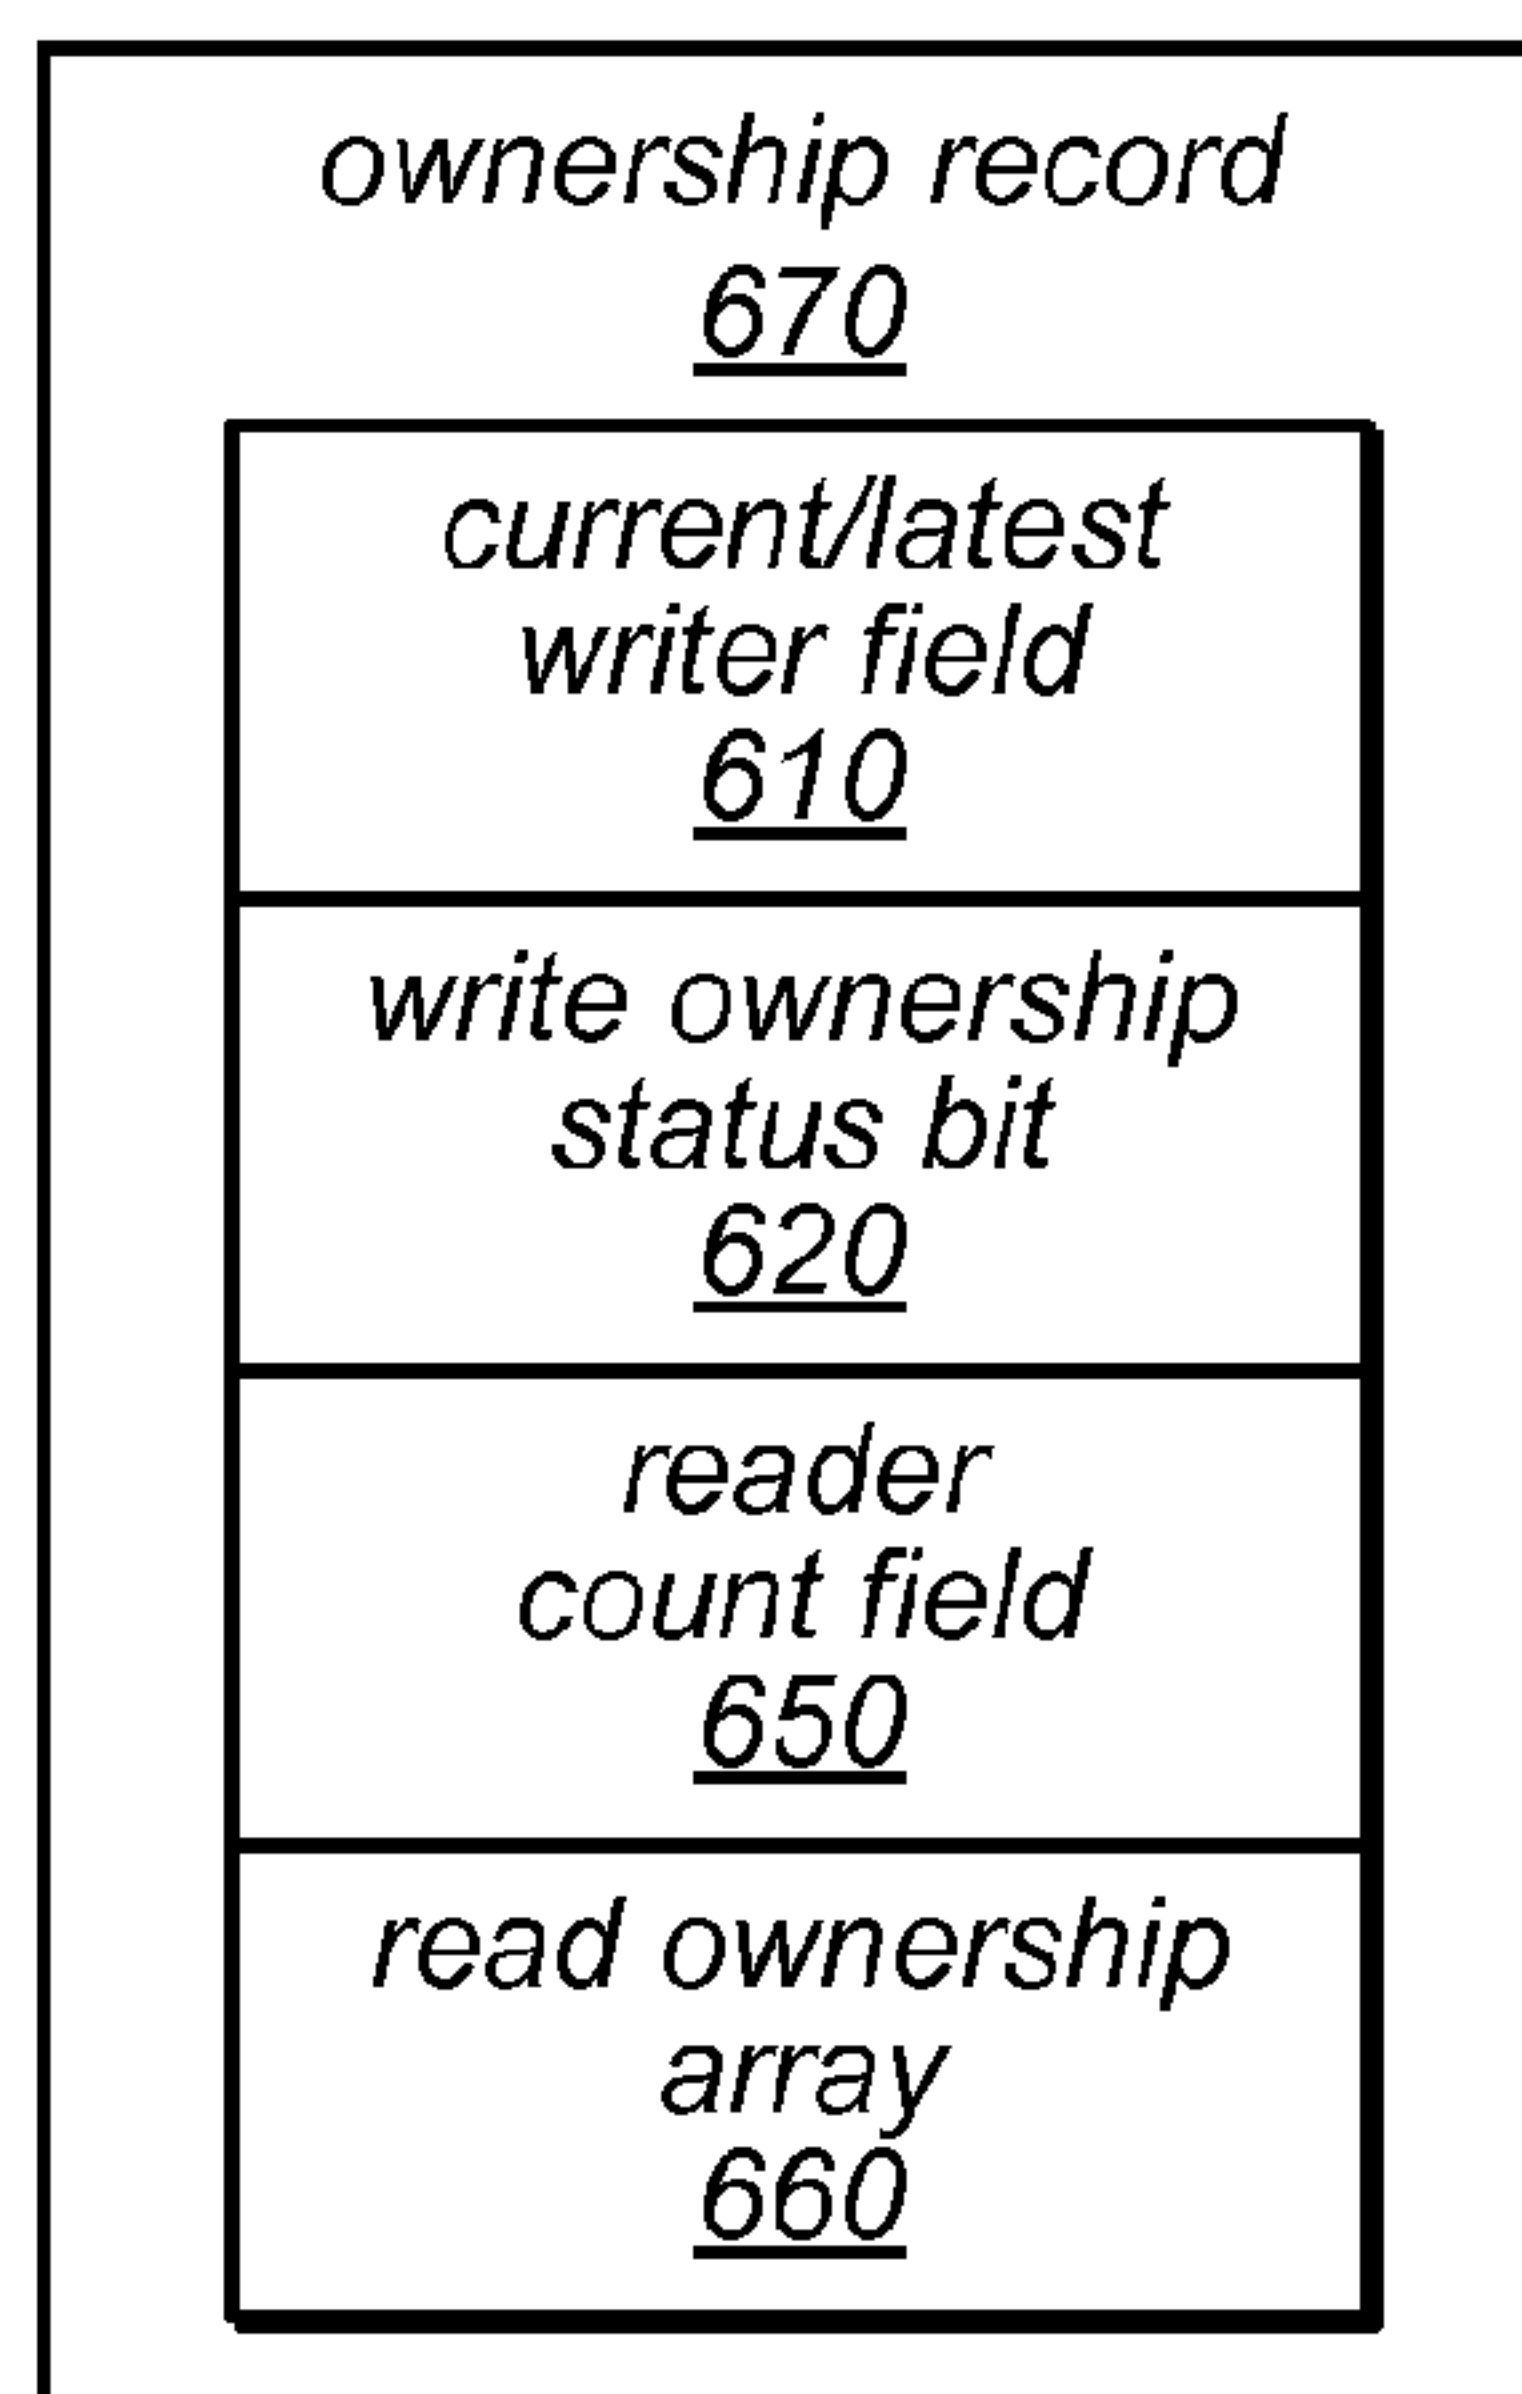 ownership record
670
current/latest
writer field
610
write ownership
status bit
620
reader
count field
650
read ownership
array
660